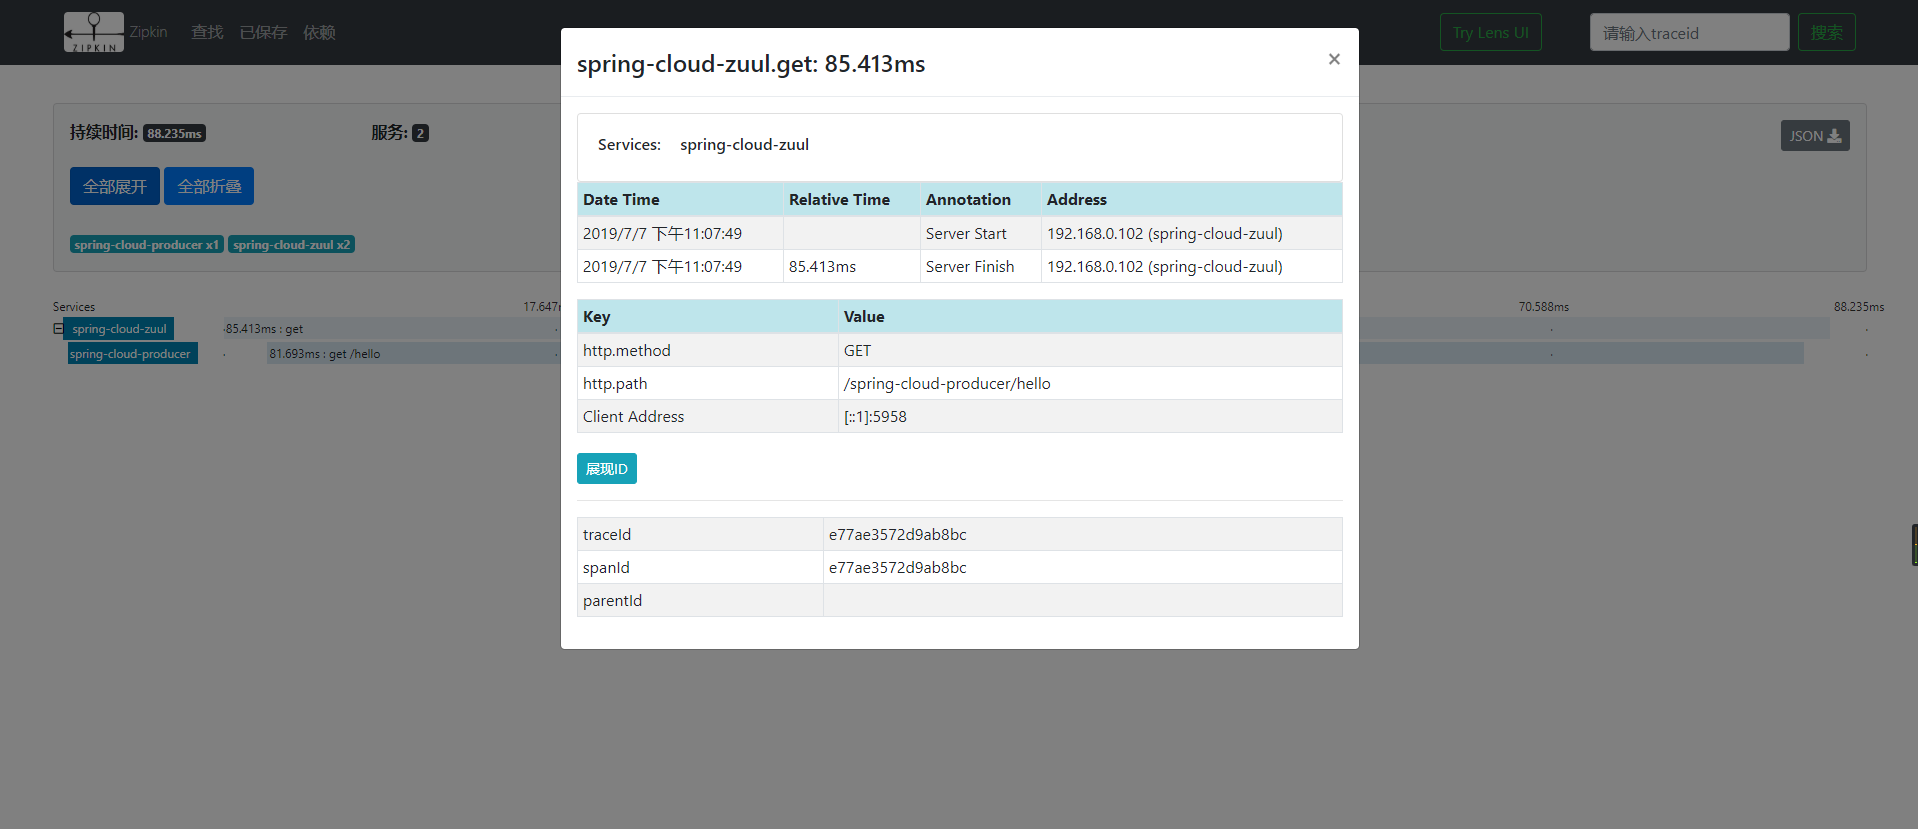 ZIPKIN Zipkin 查找 已保存 依赖 Try Lens UI 请输入traceid 搜索
持续时间: 88.235ms 服务: 2 JSON
全部展开 全部折叠
spring-cloud-producer x1 spring-cloud-zuul x2
Services 17.647 70.588ms 88.235ms
spring-cloud-zuul 85.413ms : get
spring-cloud-producer 81.693ms : get /hello
spring-cloud-zuul.get: 85.413ms ×
Services: spring-cloud-zuul
Date Time Relative Time Annotation Address
2019/7/7 下午11:07:49 Server Start 192.168.0.102 (spring-cloud-zuul)
2019/7/7 下午11:07:49 85.413ms Server Finish 192.168.0.102 (spring-cloud-zuul)
Key Value
http.method GET
http.path /spring-cloud-producer/hello
Client Address [::1]:5958
展现ID
traceId e77ae3572d9ab8bc
spanId e77ae3572d9ab8bc
parentId